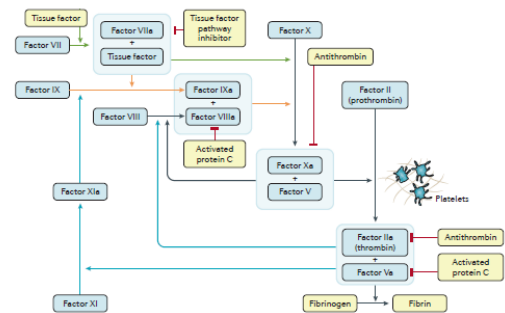 Tissue factor
Factor VII
Factor VIIa
+
Tissue factor
Tissue factor
pathway
inhibitor
Factor X
Antithrombin
Factor IX
Factor IXa
+
Factor VIIIa
Factor VIII
Factor II
(prothrombin)
Activated
protein C
Factor Xa
+
Factor V
Factor XIa
Platelets
Factor IIa
(thrombin)
+
Factor Va
Antithrombin
Activated
protein C
Factor XI
Fibrinogen
Fibrin